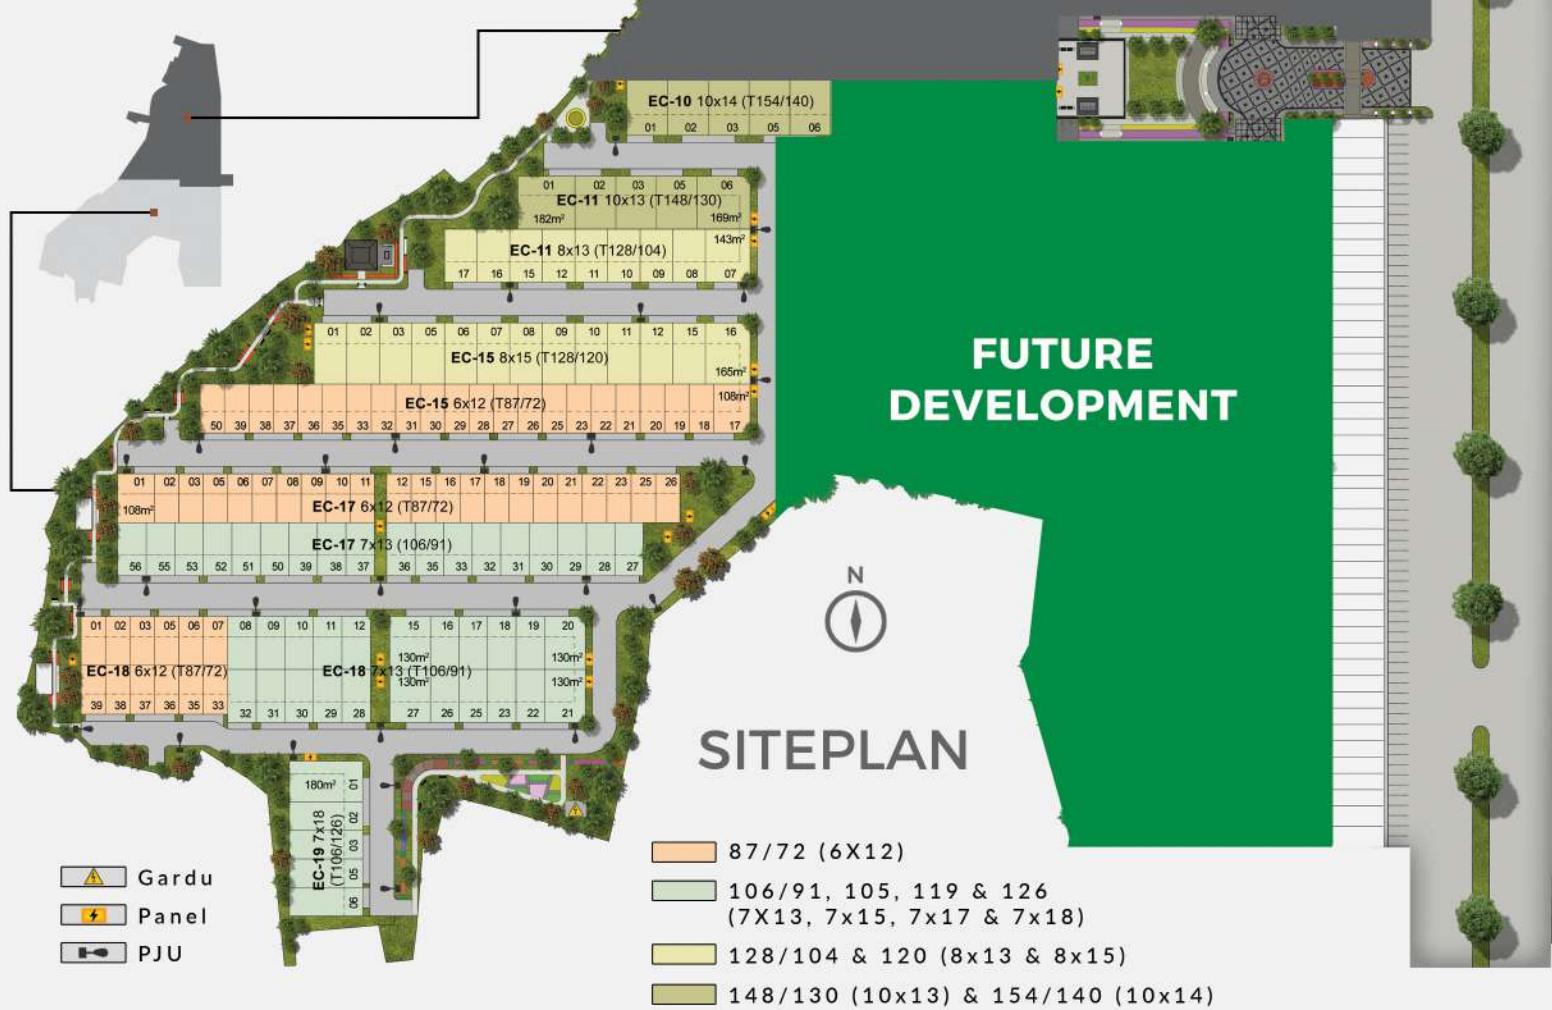 EC-10 10x14 (T154/140)
01 02 03 05 06
01 02 03 05 06
EC-11 10x13 (T148/130)
182m² 169m²
143m²
EC-11 8x13 (T128/104)
17 16 15 12 11 10 09 08 07
01 02 03 05 06 07 08 09 10 11 12 15 16
EC-15 8x15 (T128/120)
165m²
108m²
EC-15 6x12 (T87/72)
50 39 38 37 36 35 33 32 31 30 29 28 27 26 25 23 22 21 20 19 18 17
01 02 03 05 06 07 08 09 10 11 12 15 16 17 18 19 20 21 22 23 25 26
108m²
EC-17 6x12 (T87/72)
EC-17 7x13 (106/91)
56 55 53 52 51 50 39 38 37 36 35 33 32 31 30 29 28 27
01 02 03 05 06 07 08 09 10 11 12 15 16 17 18 19 20
130m² 130m²
EC-18 6x12 (T87/72) EC-18 7x13 (T106/91)
130m² 130m²
39 38 37 36 35 33 32 31 30 29 28 27 26 25 23 22 21
180m²
EC-19 7x18
(T106/126)
01
02
03
05
06
FUTURE
DEVELOPMENT
N
SITEPLAN
Gardu
Panel
PJU
87/72 (6X12)
106/91, 105, 119 & 126
(7X13, 7x15, 7x17 & 7x18)
128/104 & 120 (8x13 & 8x15)
148/130 (10x13) & 154/140 (10x14)